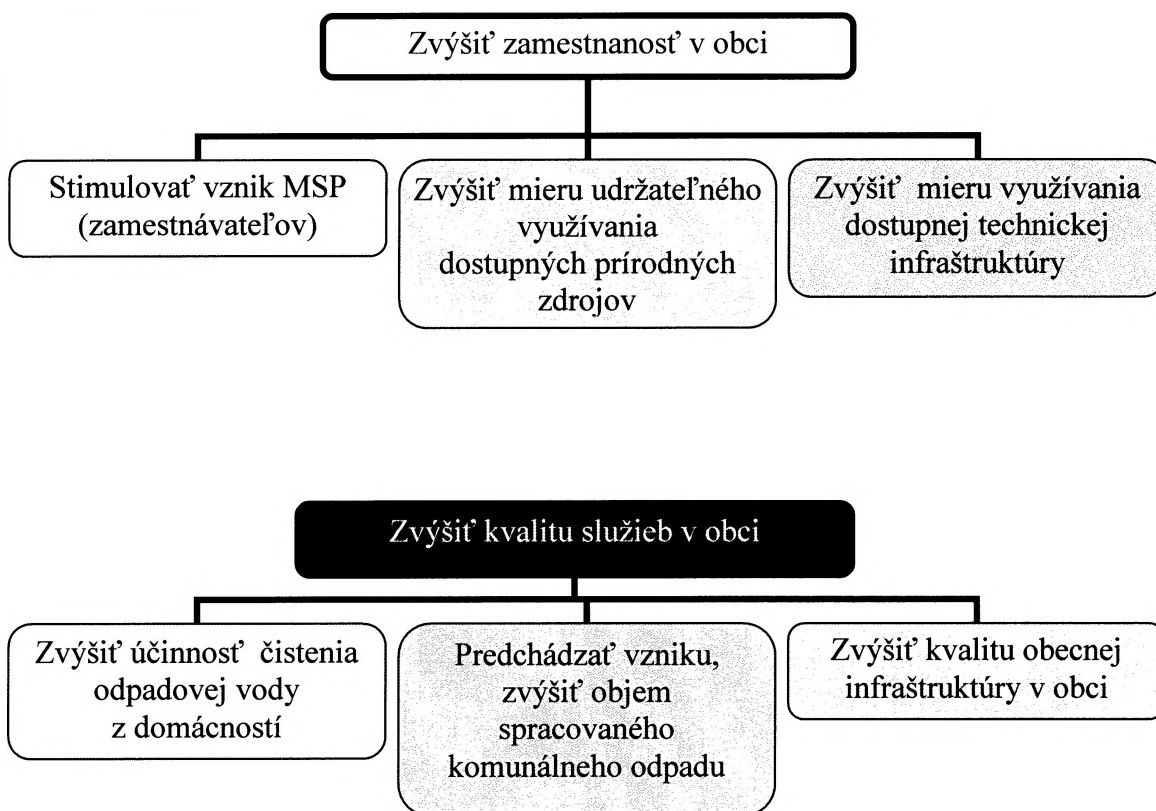 Zvýšiť zamestnanosť v obci
Stimulovať vznik MSP
(zamestnávateľov)
Zvýšiť mieru udržateľného
využívania
dostupných prírodných
zdrojov
Zvýšiť mieru využívania
dostupnej technickej
infraštruktúry
Zvýšiť kvalitu služieb v obci
Zvýšiť účinnosť čistenia
odpadovej vody
z domácností
Predchádzať vzniku,
zvýšiť objem
spracovaného
komunálneho odpadu
Zvýšiť kvalitu obecnej
infraštruktúry v obci